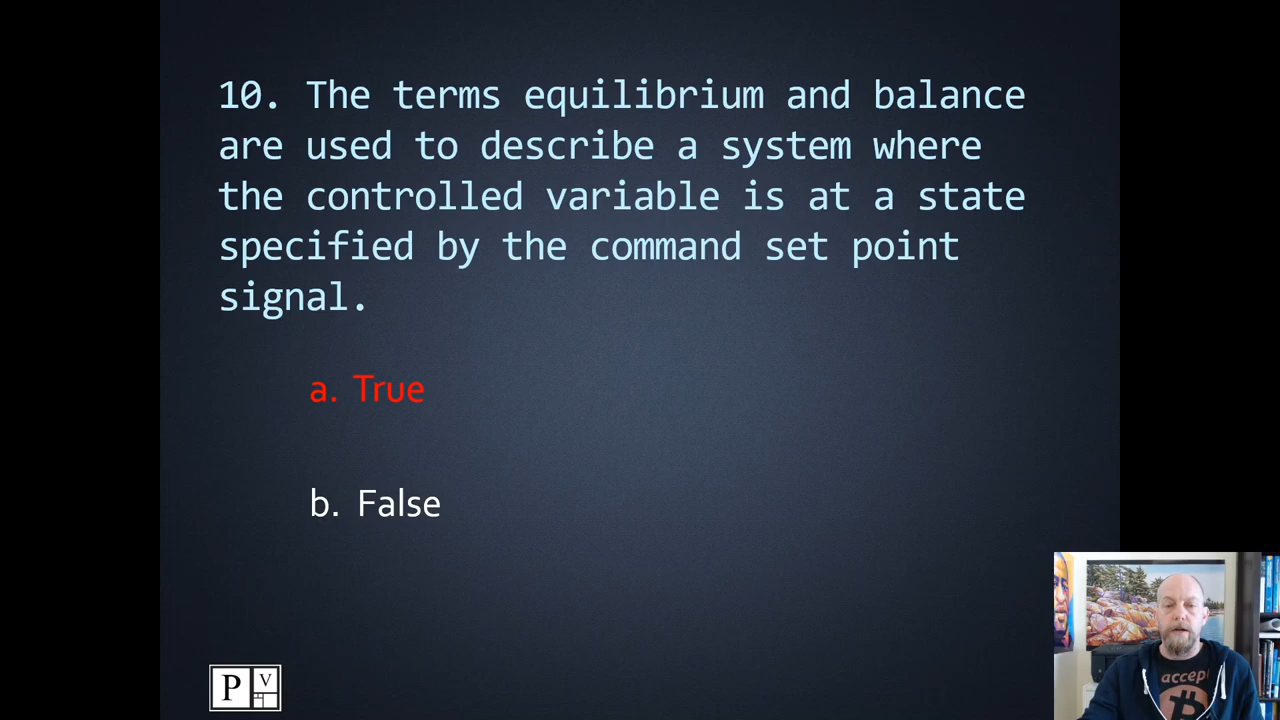 10. The terms equilibrium and balance
are used to describe a system where
the controlled variable is at a state
specified by the command set point
signal.
a. True
b. False
P V
accept